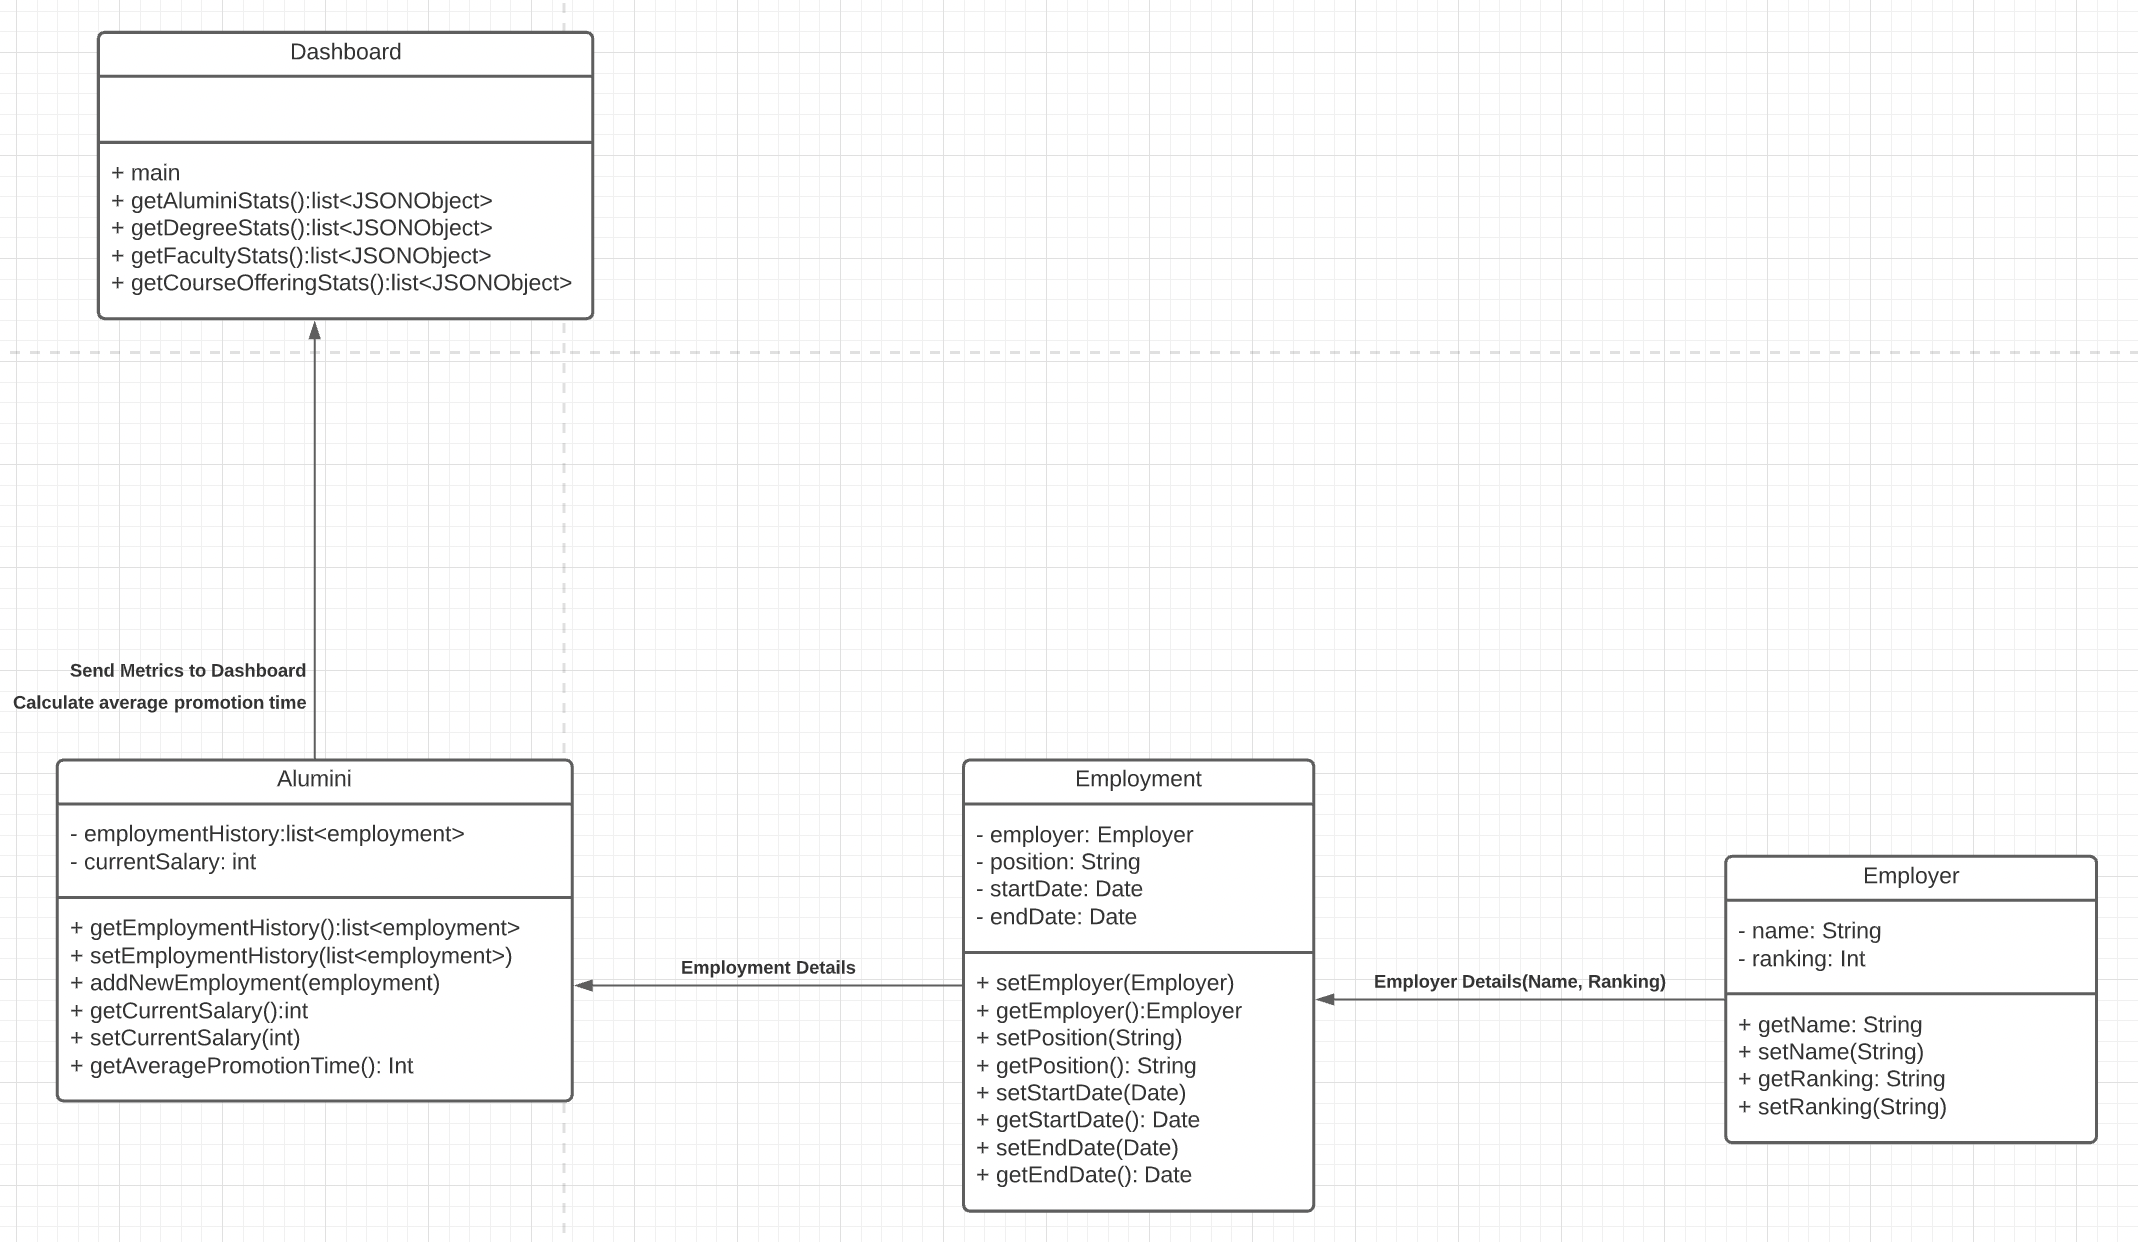 Dashboard
+ main
+ getAluminiStats():list<JSONObject>
+ getDegreeStats():list<JSONObject>
+ getFacultyStats():list<JSONObject>
+ getCourseOfferingStats():list<JSONObject>
Send Metrics to Dashboard
Calculate average promotion time
Alumini
- employmentHistory:list<employment>
- currentSalary: int
+ getEmploymentHistory():list<employment>
+ setEmploymentHistory(list<employment>)
+ addNewEmployment(employment)
+ getCurrentSalary():int
+ setCurrentSalary(int)
+ getAveragePromotionTime(): Int
Employment Details
Employment
- employer: Employer
- position: String
- startDate: Date
- endDate: Date
+ setEmployer(Employer)
+ getEmployer():Employer
+ setPosition(String)
+ getPosition(): String
+ setStartDate(Date)
+ getStartDate(): Date
+ setEndDate(Date)
+ getEndDate(): Date
Employer Details(Name, Ranking)
Employer
- name: String
- ranking: Int
+ getName: String
+ setName(String)
+ getRanking: String
+ setRanking(String)